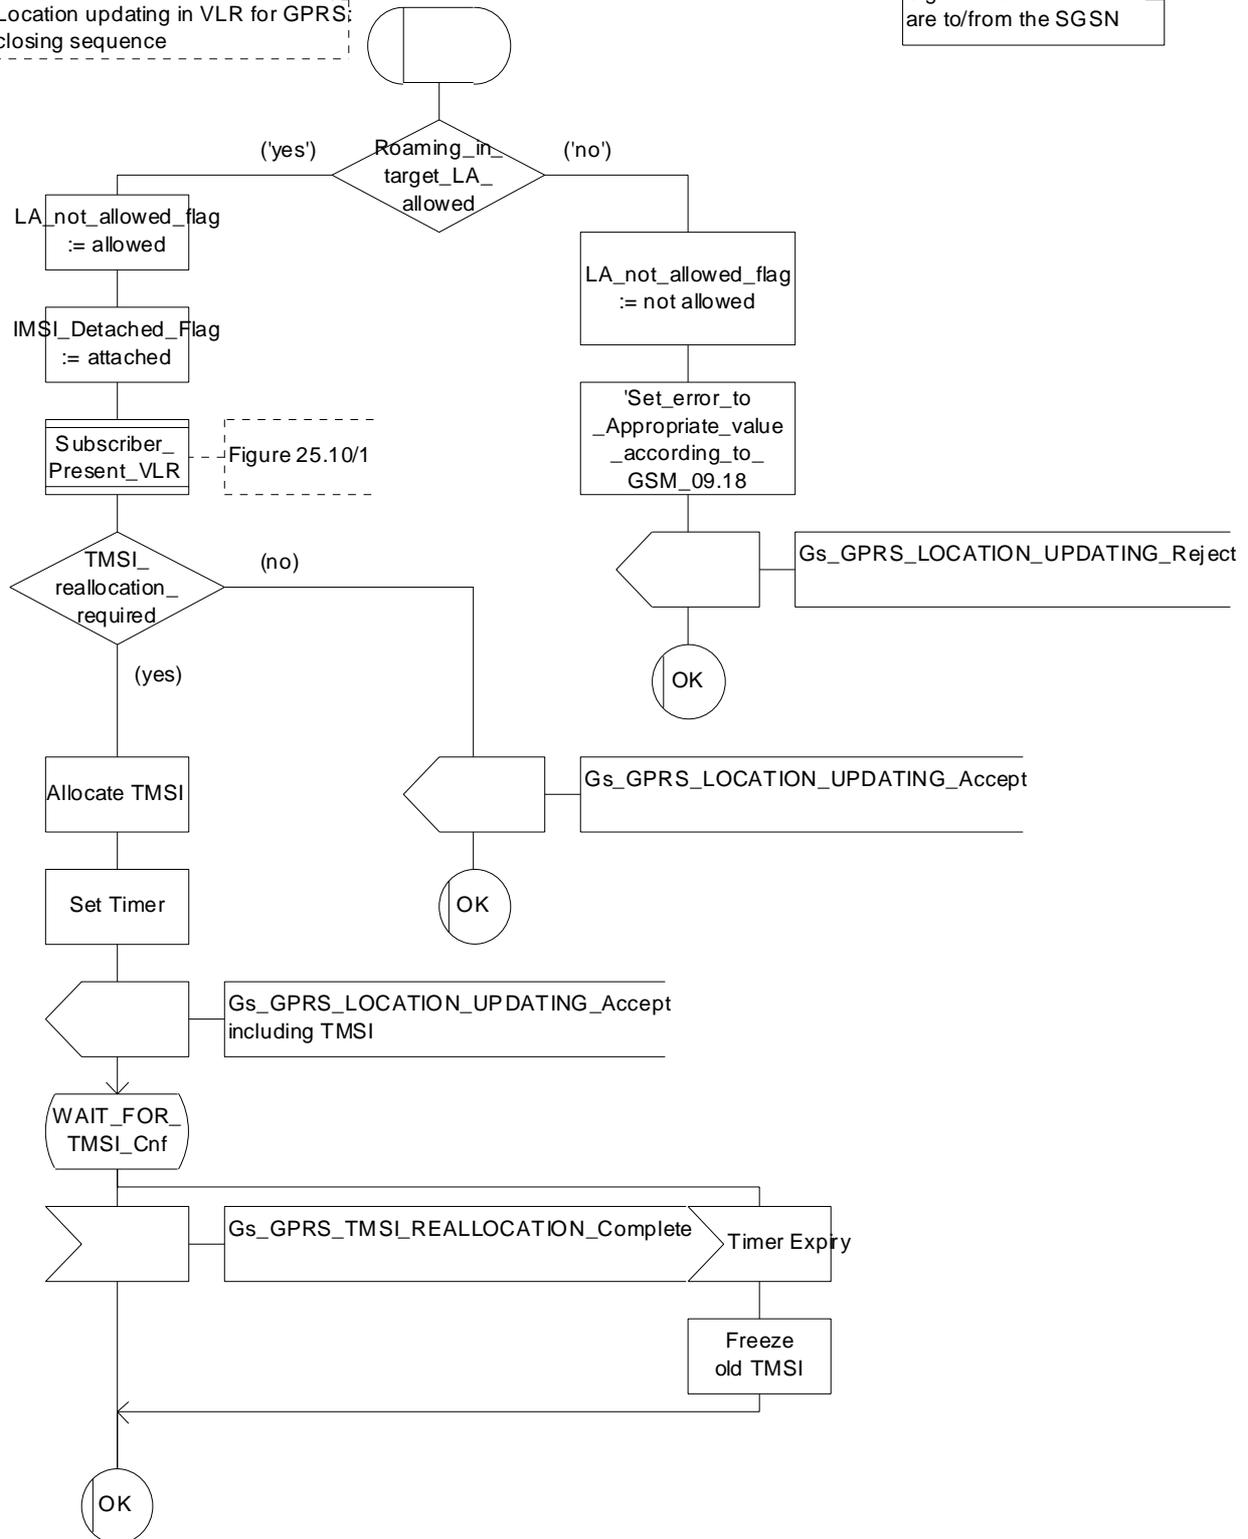 Location updating in VLR for GPRS:
closing sequence
are to/from the SGSN
('yes')
Roaming_in_
target_LA_
allowed
('no')
LA_not_allowed_flag
:= allowed
LA_not_allowed_flag
:= not allowed
IMSI_Detached_Flag
:= attached
'Set_error_to
_Appropriate_value
_according_to_
GSM_09.18
Subscriber_
Present_VLR
Figure 25.10/1
TMSI_
reallocation_
required
(no)
Gs_GPRS_LOCATION_UPDATING_Reject
(yes)
OK
Allocate TMSI
Gs_GPRS_LOCATION_UPDATING_Accept
Set Timer
OK
Gs_GPRS_LOCATION_UPDATING_Accept
including TMSI
WAIT_FOR_
TMSI_Cnf
Gs_GPRS_TMSI_REALLOCATION_Complete
Timer Expiry
Freeze
old TMSI
OK